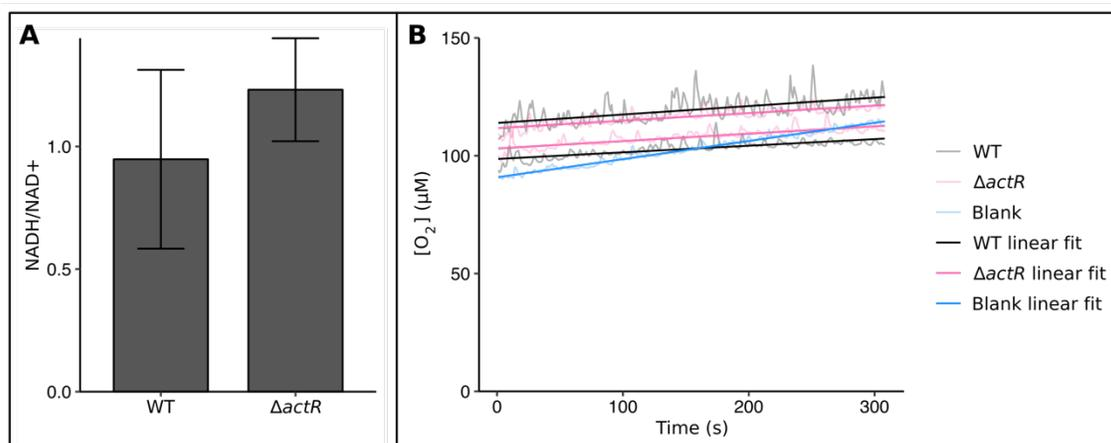 A
NADH/NAD+
1.0
0.5
0.0
WT
ΔactR
B
[O₂] (μM)
150
100
50
0
0
100
200
300
Time (s)
WT
ΔactR
Blank
WT linear fit
ΔactR linear fit
Blank linear fit